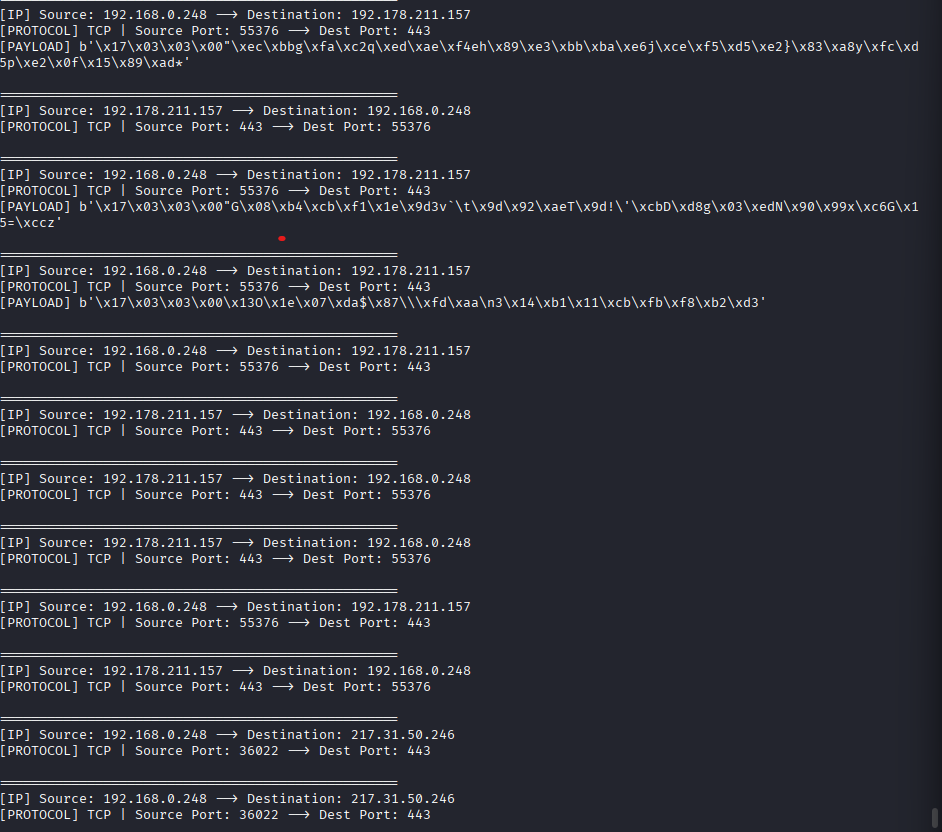 [IP] Source: 192.168.0.248 —> Destination: 192.178.211.157
[PROTOCOL] TCP | Source Port: 55376 —> Dest Port: 443
[PAYLOAD] b'\x17\x03\x03\x00"\xec\xbbg\xfa\xc2q\xed\xae\xf4eh\x89\xe3\xbb\xba\xe6j\xce\xf5\xd5\xe2}\x83\xa8y\xfc\xd
5p\xe2\x0f\x15\x89\xad*'
==================================================
[IP] Source: 192.178.211.157 —> Destination: 192.168.0.248
[PROTOCOL] TCP | Source Port: 443 —> Dest Port: 55376
==================================================
[IP] Source: 192.168.0.248 —> Destination: 192.178.211.157
[PROTOCOL] TCP | Source Port: 55376 —> Dest Port: 443
[PAYLOAD] b'\x17\x03\x03\x00"G\x08\xb4\xcb\xf1\x1e\x9d3v`\t\x9d\x92\xaeT\x9d!\'\xcbD\xd8g\x03\xedN\x90\x99x\xc6G\x1
5=\xccz'
==================================================
[IP] Source: 192.168.0.248 —> Destination: 192.178.211.157
[PROTOCOL] TCP | Source Port: 55376 —> Dest Port: 443
[PAYLOAD] b'\x17\x03\x03\x00\x13O\x1e\x07\xda$\x87\\\xfd\xaa\n3\x14\xb1\x11\xcb\xfb\xf8\xb2\xd3'
==================================================
[IP] Source: 192.168.0.248 —> Destination: 192.178.211.157
[PROTOCOL] TCP | Source Port: 55376 —> Dest Port: 443
==================================================
[IP] Source: 192.178.211.157 —> Destination: 192.168.0.248
[PROTOCOL] TCP | Source Port: 443 —> Dest Port: 55376
==================================================
[IP] Source: 192.178.211.157 —> Destination: 192.168.0.248
[PROTOCOL] TCP | Source Port: 443 —> Dest Port: 55376
==================================================
[IP] Source: 192.178.211.157 —> Destination: 192.168.0.248
[PROTOCOL] TCP | Source Port: 443 —> Dest Port: 55376
==================================================
[IP] Source: 192.168.0.248 —> Destination: 192.178.211.157
[PROTOCOL] TCP | Source Port: 55376 —> Dest Port: 443
==================================================
[IP] Source: 192.178.211.157 —> Destination: 192.168.0.248
[PROTOCOL] TCP | Source Port: 443 —> Dest Port: 55376
==================================================
[IP] Source: 192.168.0.248 —> Destination: 217.31.50.246
[PROTOCOL] TCP | Source Port: 36022 —> Dest Port: 443
==================================================
[IP] Source: 192.168.0.248 —> Destination: 217.31.50.246
[PROTOCOL] TCP | Source Port: 36022 —> Dest Port: 443